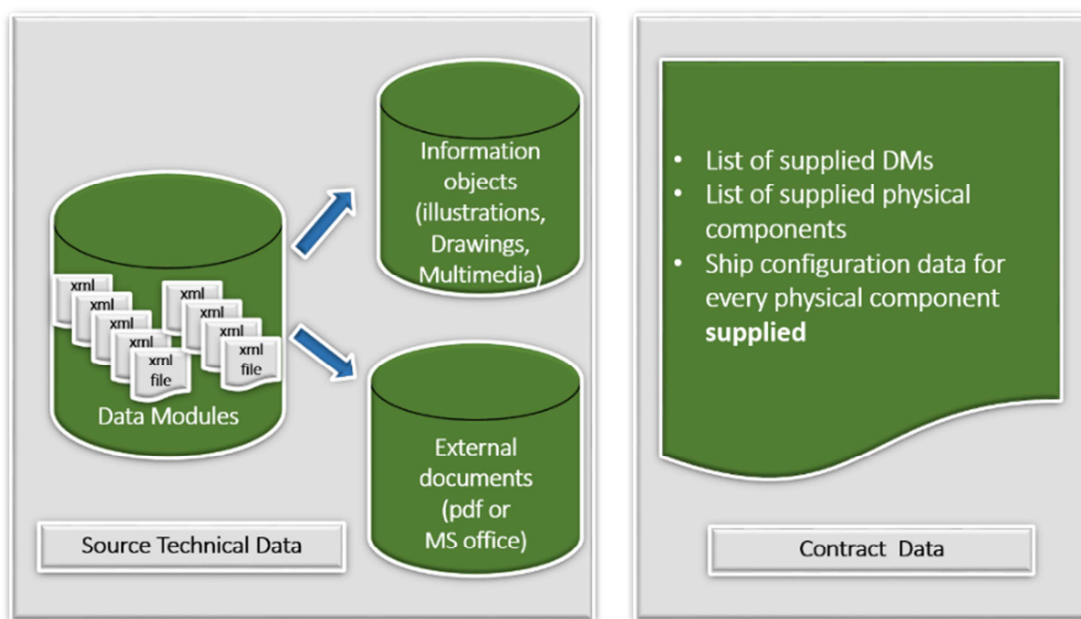 Information
objects
(illustrations,
Drawings,
Multimedia)
xml
xml
xml
xml
xml
file
xml
xml
xml
xml
file
Data Modules
External
documents
(pdf or
MS office)
Source Technical Data
• List of supplied DMs
• List of supplied physical
components
• Ship configuration data for
every physical component
supplied
Contract Data